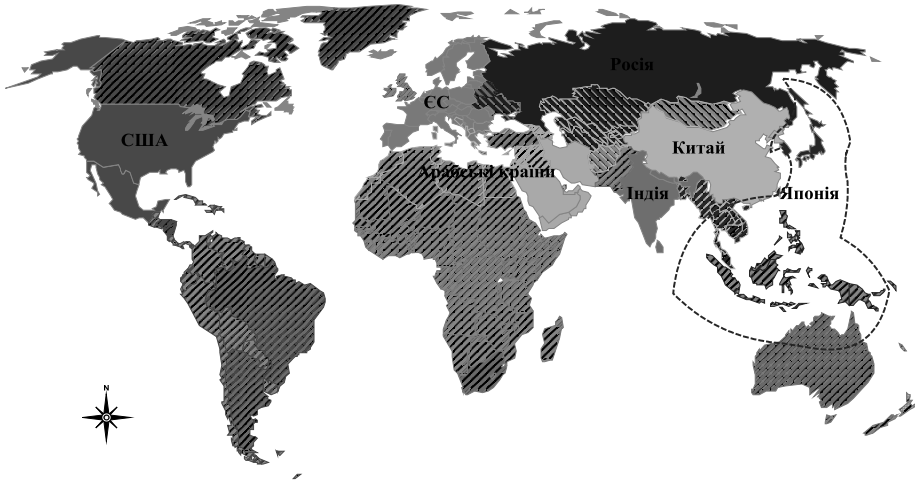 Росія
ЄС
США
Китай
Арабські країни
Індія
Японія
N